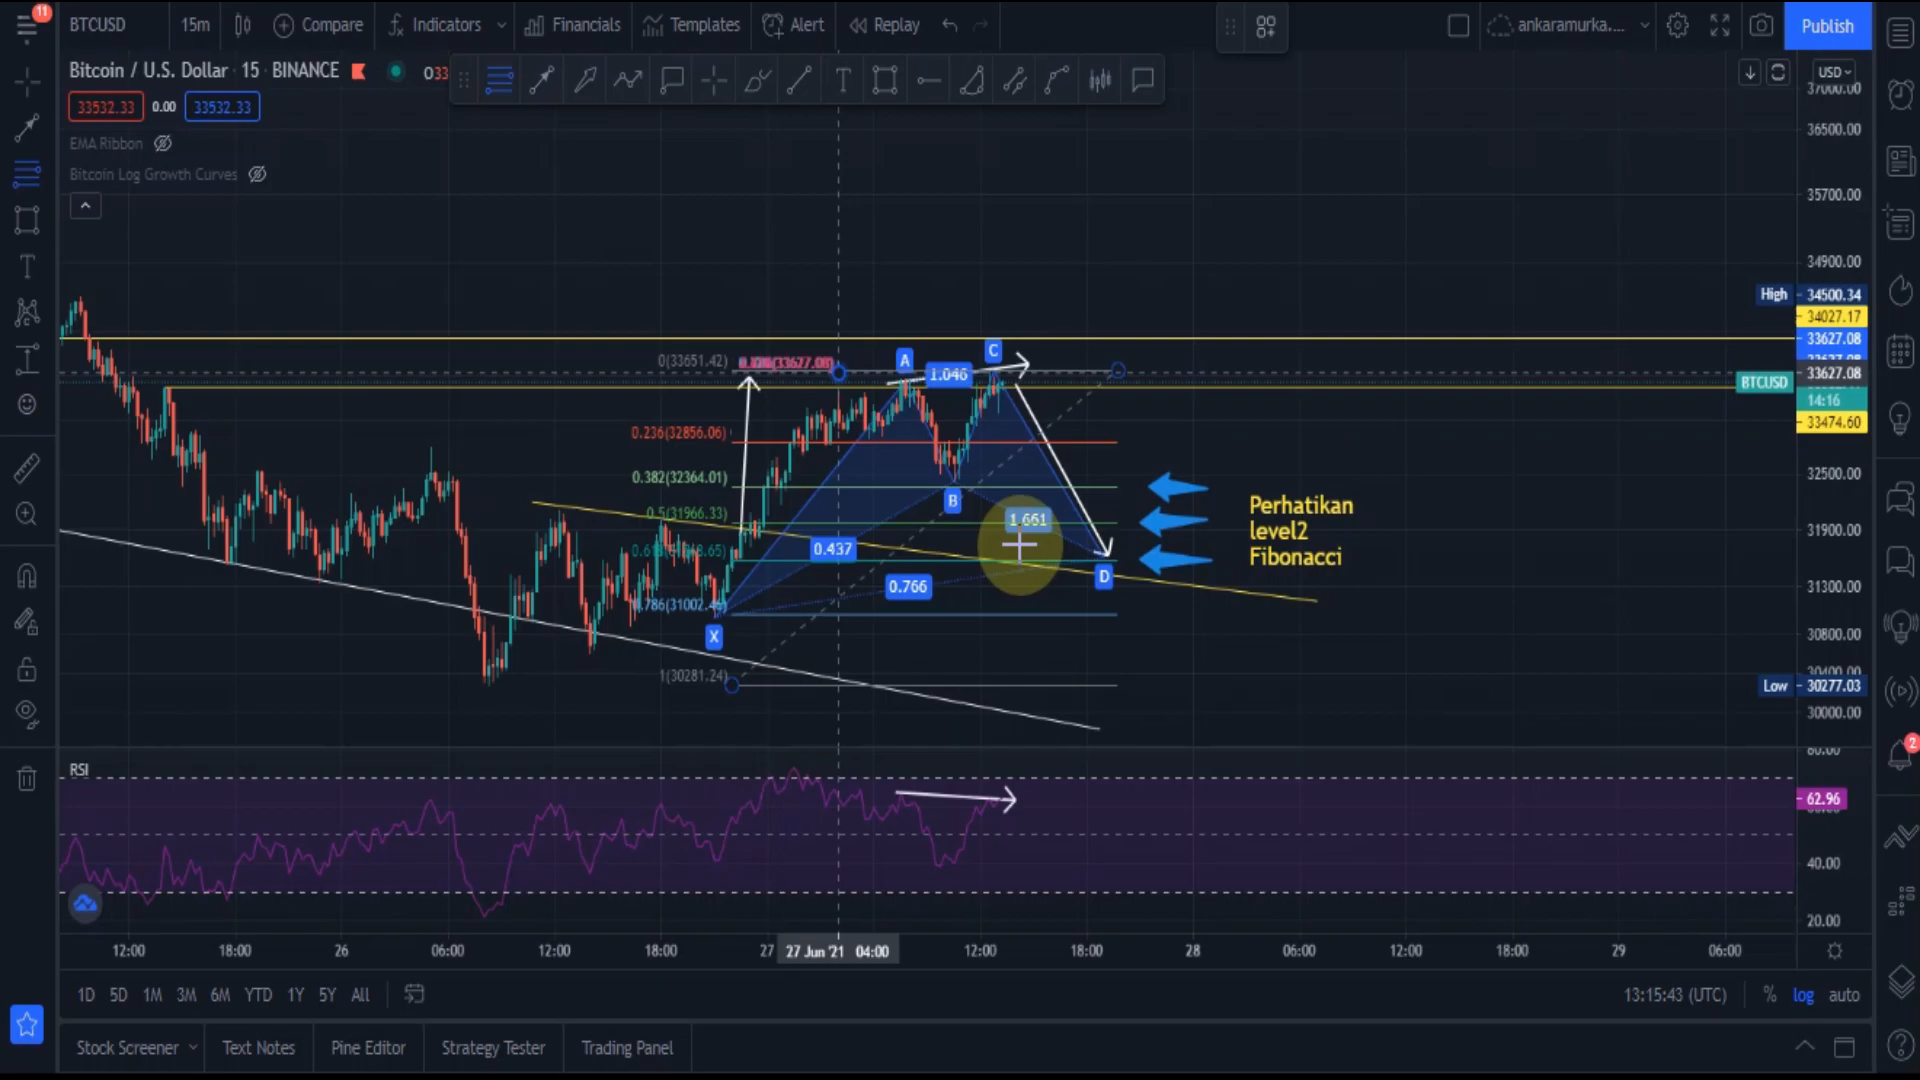 11
BTCUSD
15m
Compare
Indicators
Financials
Templates
Alert
Replay
ankaramurka....
Publish
Bitcoin / U.S. Dollar · 15 · BINANCE
033
USD
33532.33
0.00
33532.33
EMA Ribbon
Bitcoin Log Growth Curves
37000.00
36500.00
35700.00
34900.00
High
34500.34
34027.17
33627.08
33627.08
BTCUSD
14:16
33474.60
32500.00
31900.00
31300.00
30800.00
Low
30277.03
30000.00
0(33651.42)
A
C
1.046
0.236(32856.06)
0.382(32364.01)
B
0.5(31966.33)
1.661
0.437
0.766
D
0.786(31002.46)
X
1(30281.24)
Perhatikan
level2
Fibonacci
RSI
80.00
62.96
40.00
20.00
2
12:00
18:00
26
06:00
12:00
18:00
27
27 Jun '21 04:00
12:00
18:00
28
06:00
12:00
18:00
29
06:00
1D
5D
1M
3M
6M
YTD
1Y
5Y
All
13:15:43 (UTC)
%
log
auto
Stock Screener
Text Notes
Pine Editor
Strategy Tester
Trading Panel